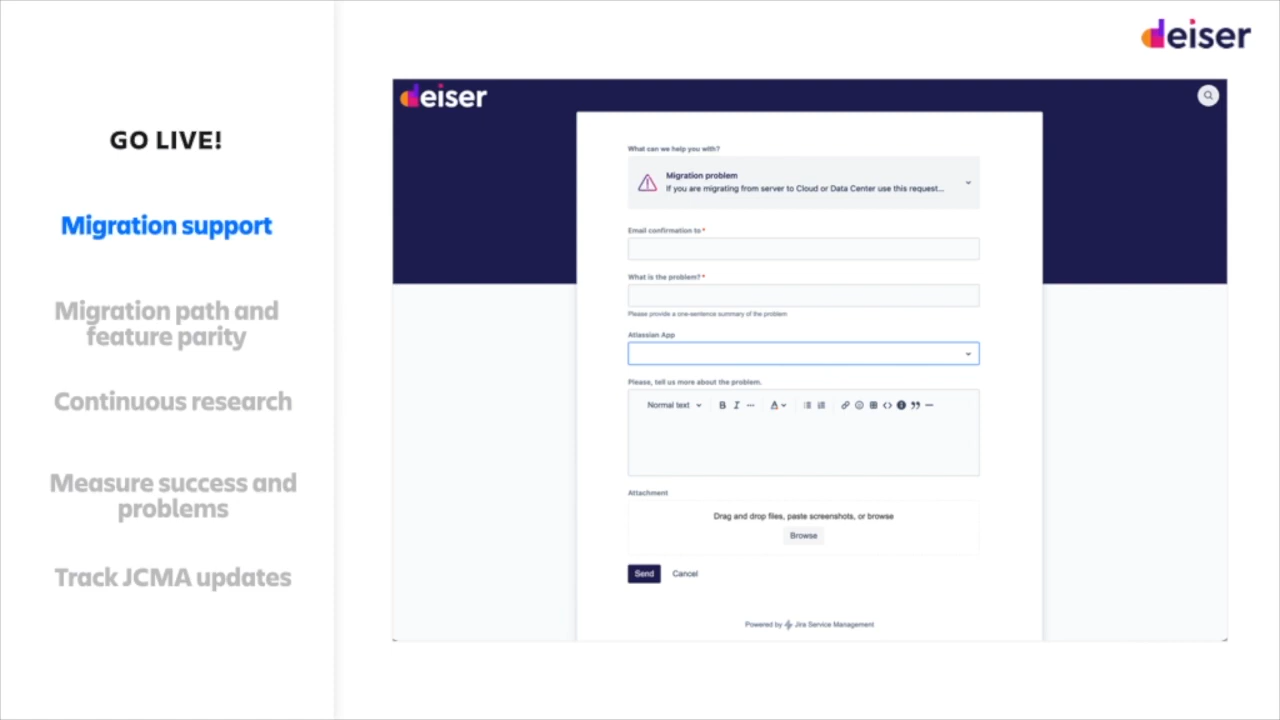 deiser
GO LIVE!
Migration support
Migration path and
feature parity
Continuous research
Measure success and
problems
Track JCMA updates
deiser
What can we help you with?
Migration problem
If you are migrating from server to Cloud or Data Center use this request...
Email confirmation to *
What is the problem? *
Please provide a one-sentence summary of the problem
Atlassian App
Please, tell us more about the problem.
Normal text B I ... A
Attachment
Drag and drop files, paste screenshots, or browse
Browse
Send Cancel
Powered by Jira Service Management